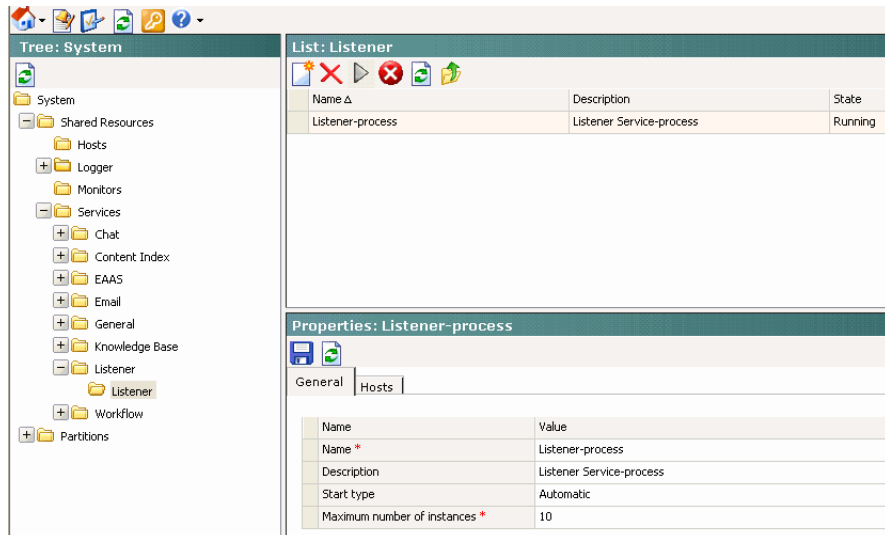 Tree: System
System
Shared Resources
Hosts
Logger
Monitors
Services
Chat
Content Index
EAAS
Email
General
Knowledge Base
Listener
Listener
Workflow
Partitions
List: Listener
Name Description State
Listener-process Listener Service-process Running
Properties: Listener-process
General Hosts
Name Value
Name * Listener-process
Description Listener Service-process
Start type Automatic
Maximum number of instances * 10